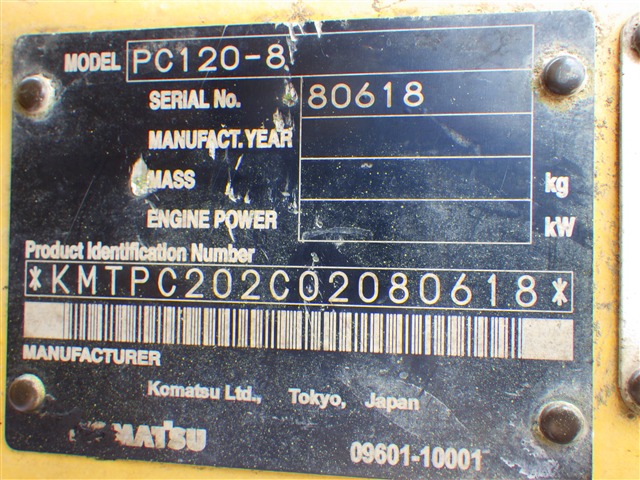 MODEL PC120-8
SERIAL No. 80618
MANUFACT. YEAR
MASS kg
ENGINE POWER kW
Product Identification Number
*KMTPC202C02080618*
MANUFACTURER
Komatsu Ltd., Tokyo, Japan
MATSU
09601-10001